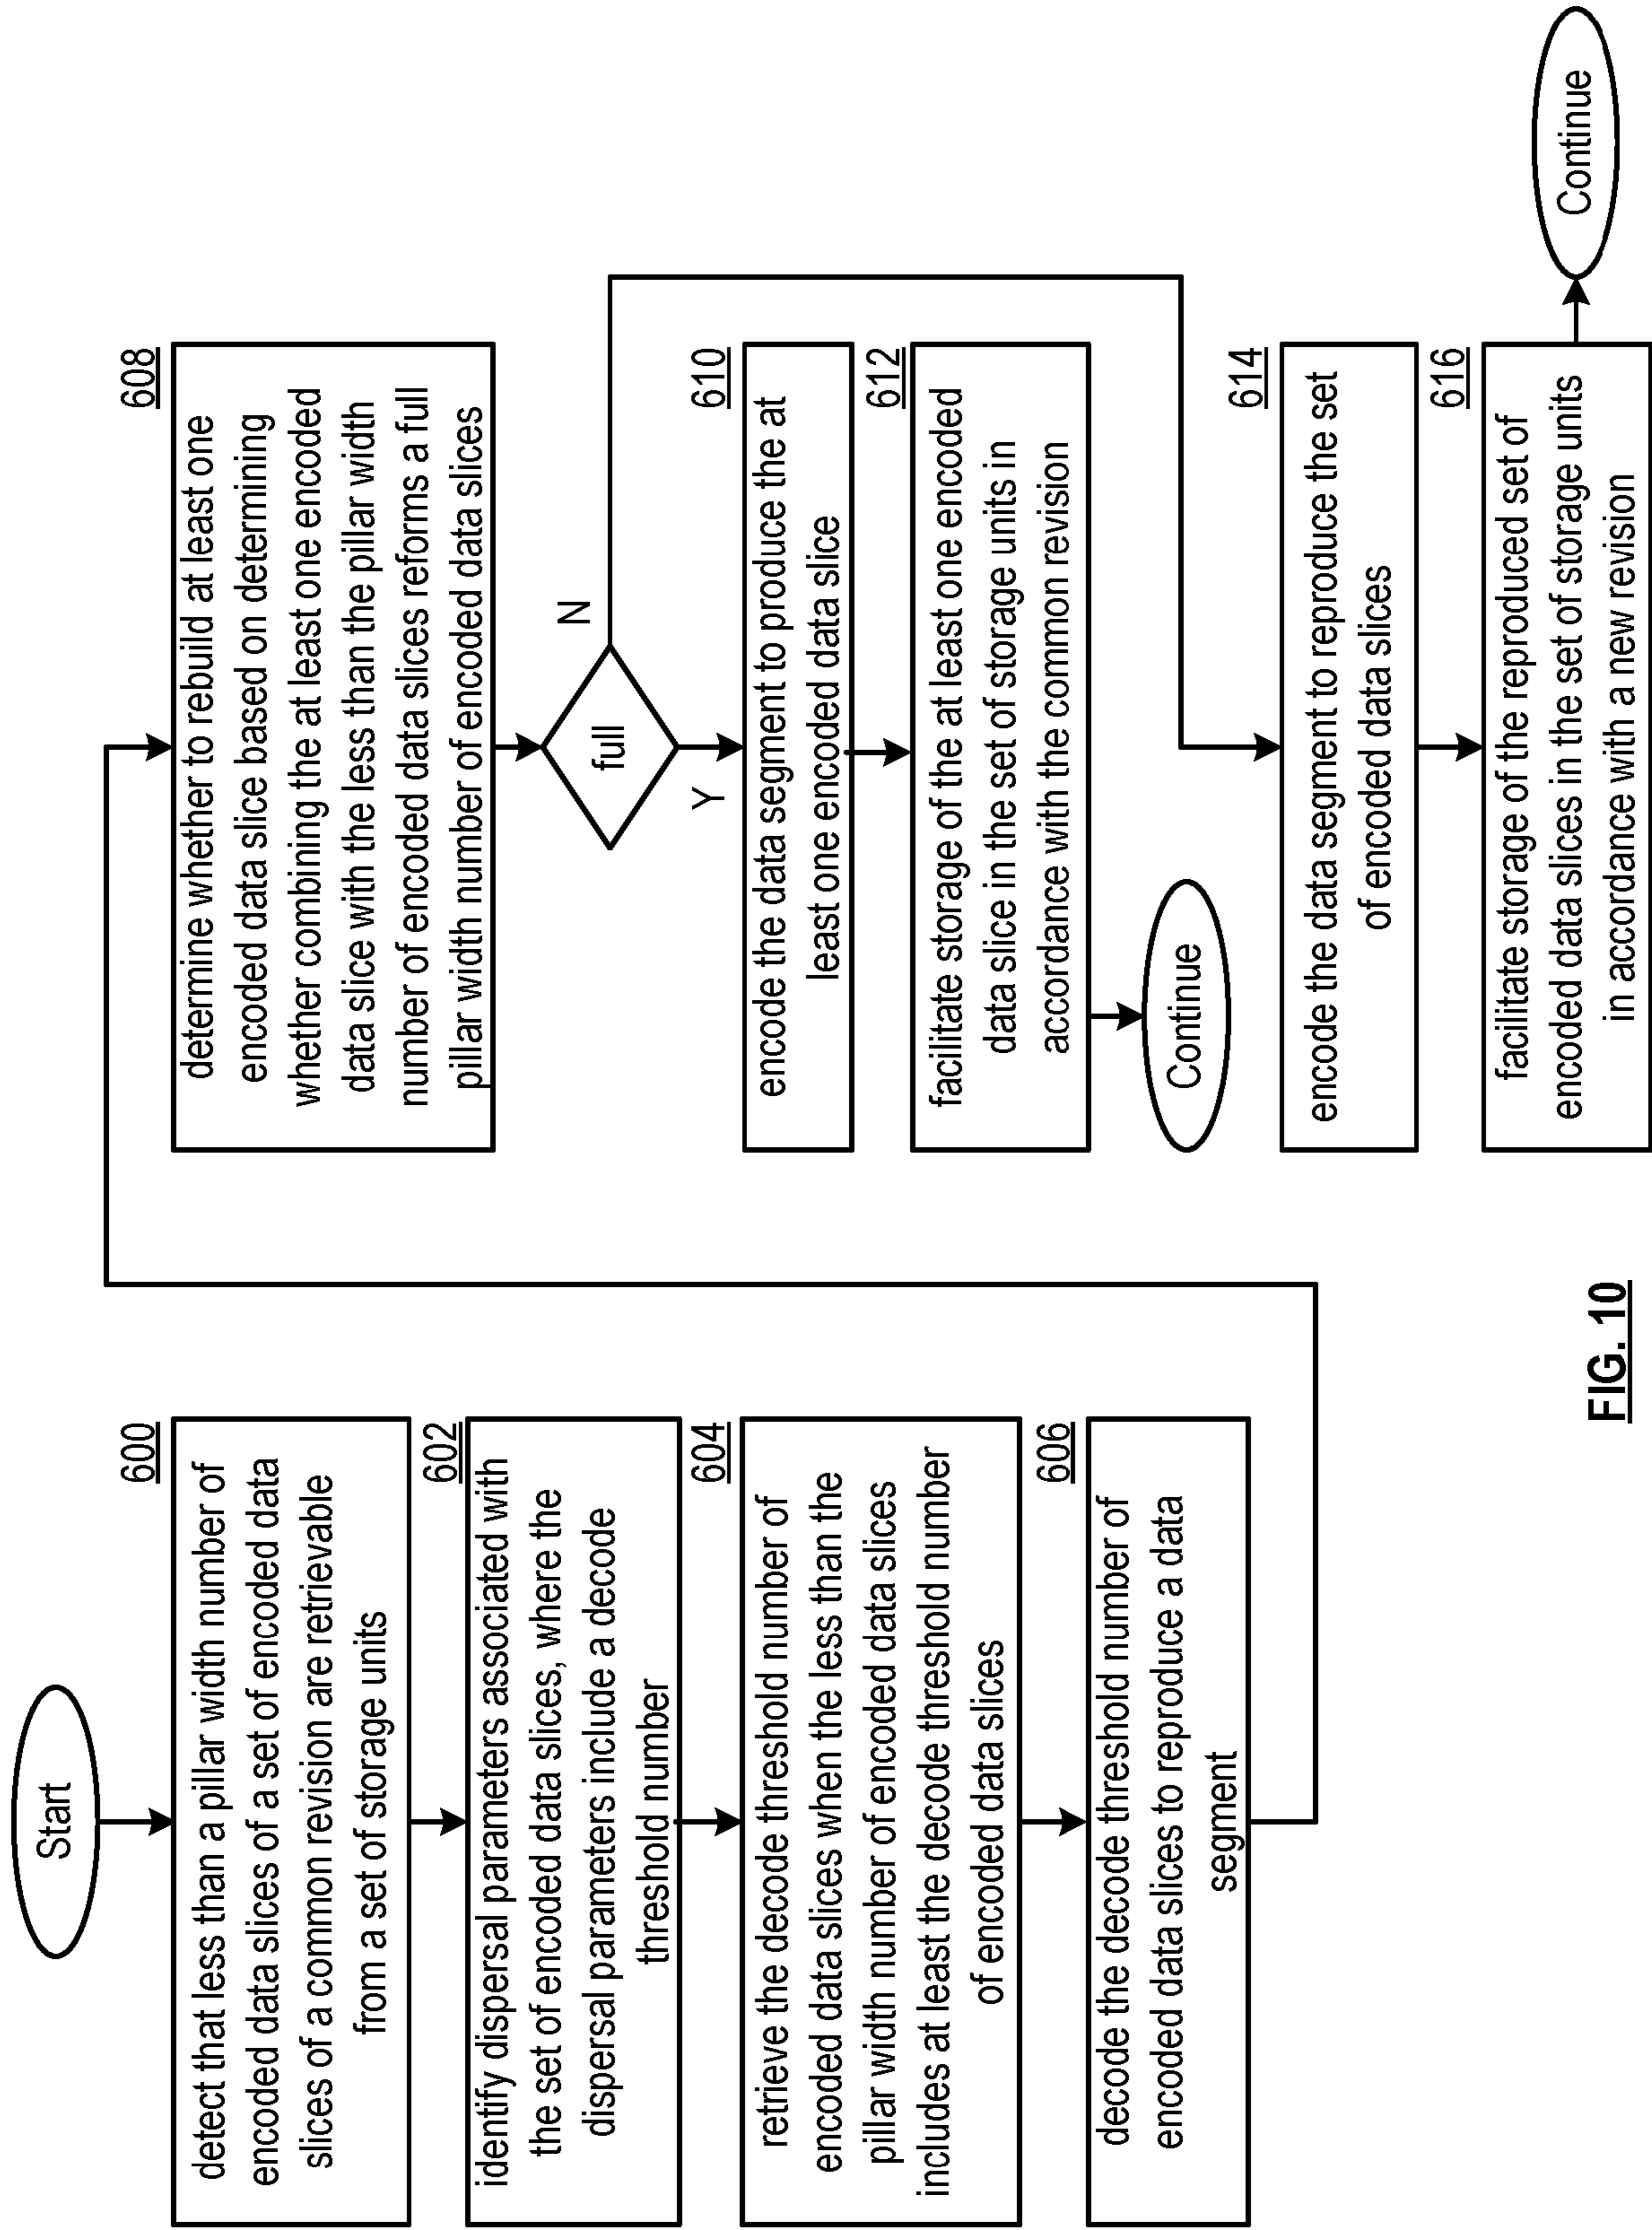 Start
600
detect that less than a pillar width number of
encoded data slices of a set of encoded data
slices of a common revision are retrievable
from a set of storage units
602
identify dispersal parameters associated with
the set of encoded data slices, where the
dispersal parameters include a decode
threshold number
604
retrieve the decode threshold number of
encoded data slices when the less than the
pillar width number of encoded data slices
includes at least the decode threshold number
of encoded data slices
606
decode the decode threshold number of
encoded data slices to reproduce a data
segment
608
determine whether to rebuild at least one
encoded data slice based on determining
whether combining the at least one encoded
data slice with the less than the pillar width
number of encoded data slices reforms a full
pillar width number of encoded data slices
full
N
Y
610
encode the data segment to produce the at
least one encoded data slice
612
facilitate storage of the at least one encoded
data slice in the set of storage units in
accordance with the common revision
Continue
614
encode the data segment to reproduce the set
of encoded data slices
616
facilitate storage of the reproduced set of
encoded data slices in the set of storage units
in accordance with a new revision
Continue
FIG. 10